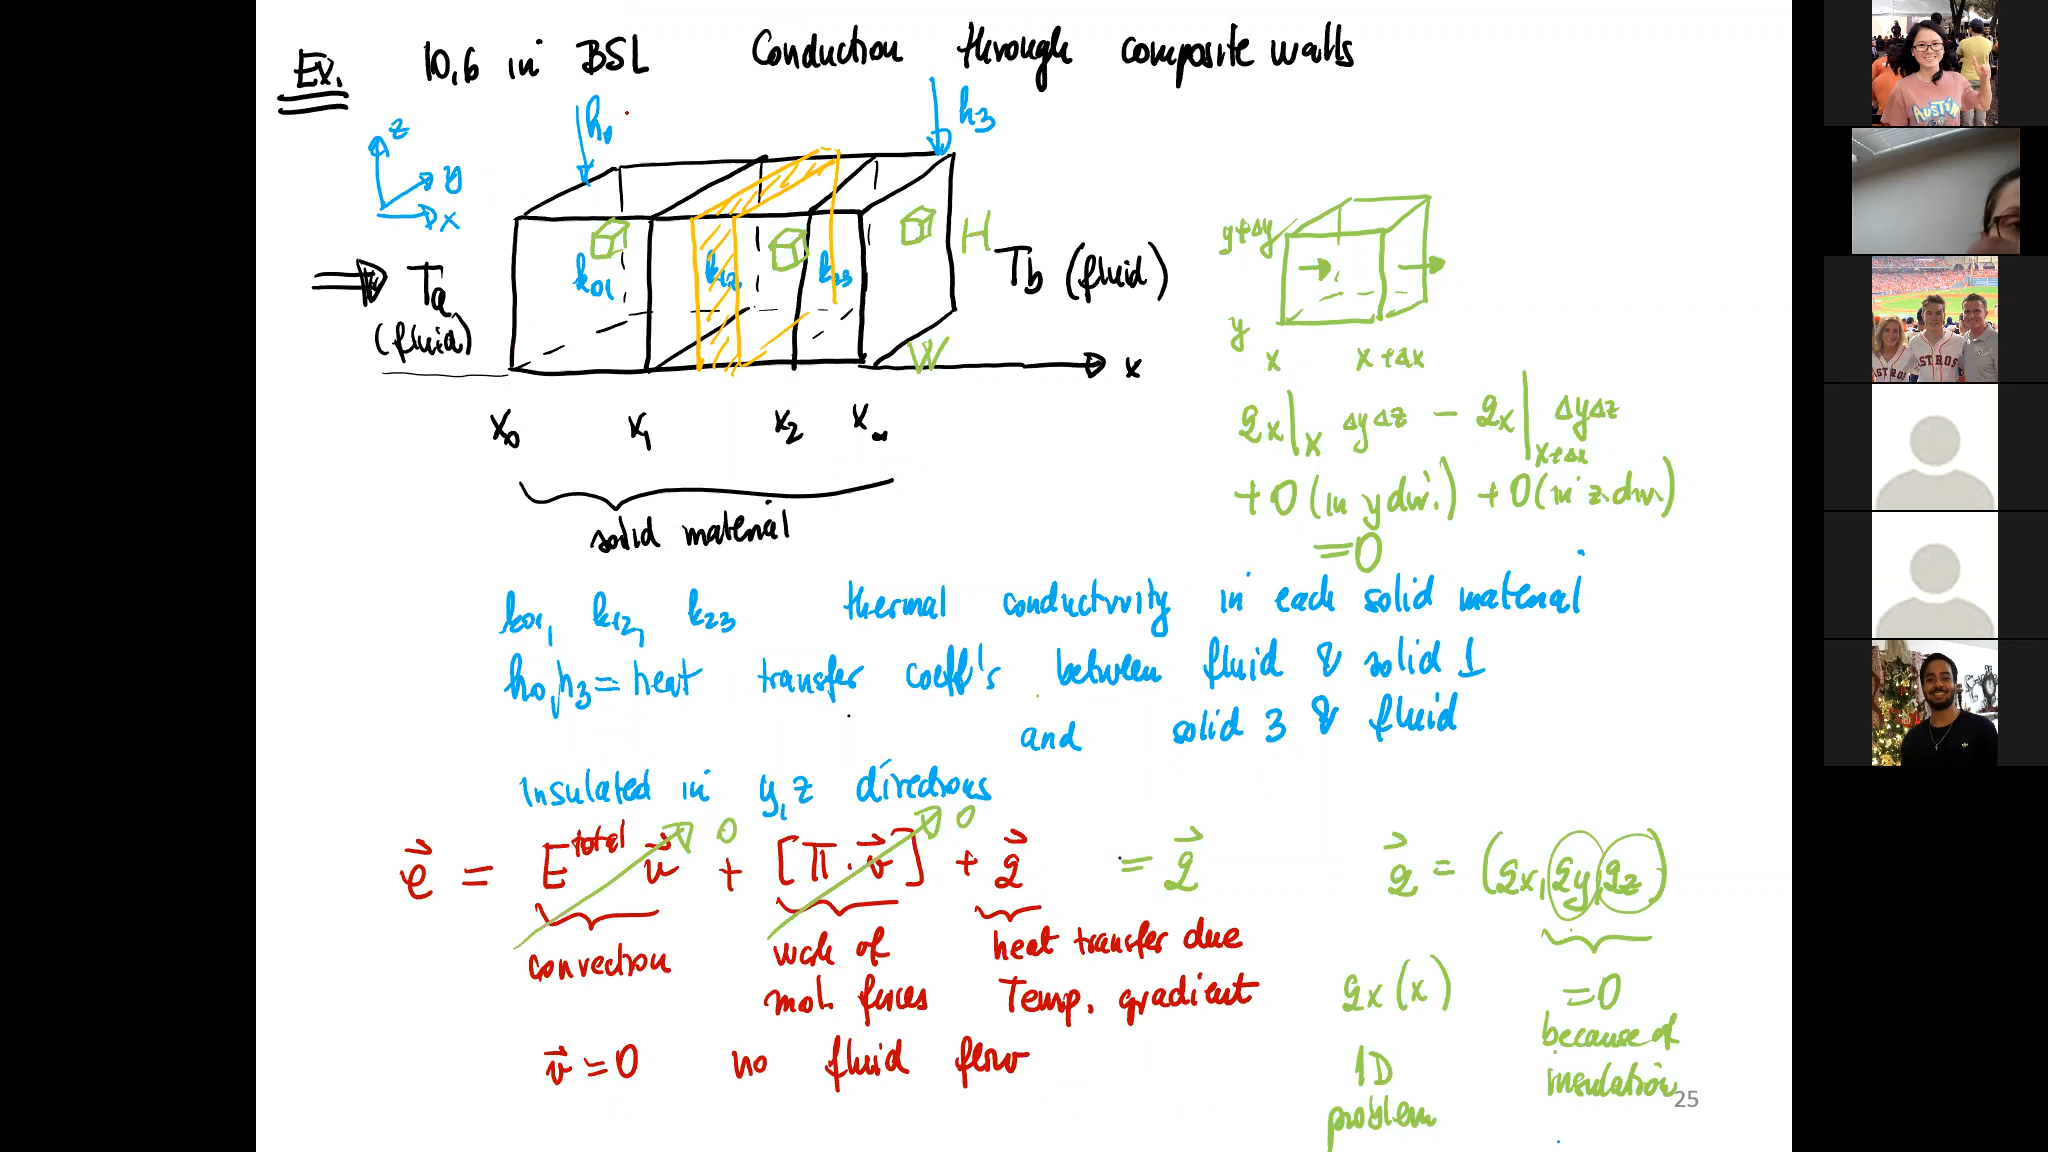 Ex. 10.6 in BSL Conduction through composite walls
h0 h3
z
y
x
k01 k12 k23 H
Ta
(fluid)
Tb (fluid)
W
x
x0 x1 x2 x∞
solid material
y+Δy
y
x x+Δx
qx|x ΔyΔz − qx|x+Δx ΔyΔz
+ 0 (in y dir.) + 0 (in z dir.)
= 0
k01, k12, k23 thermal conductivity in each solid material
h0, h3 = heat transfer coeff's between fluid & solid 1
and solid 3 & fluid
Insulated in y, z directions
e⃗ = E^total v⃗ + [π · v⃗] + q⃗ = q⃗
0 0
q⃗ = (qx, qy, qz)
convection
work of
mol. forces
heat transfer due
Temp. gradient
v⃗ = 0 no fluid flow
qx(x)
1D
problem
= 0
because of
insulation
25
AUSTIN
ASTROS
STROS